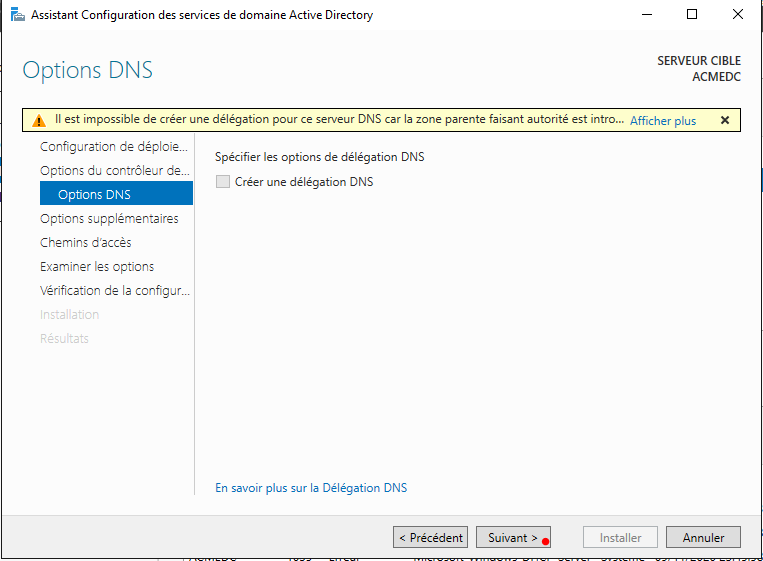 Assistant Configuration des services de domaine Active Directory
Options DNS
SERVEUR CIBLE
ACMEDC
Il est impossible de créer une délégation pour ce serveur DNS car la zone parente faisant autorité est intro... Afficher plus
Configuration de déploie...
Options du contrôleur de...
Options DNS
Options supplémentaires
Chemins d'accès
Examiner les options
Vérification de la configur...
Installation
Résultats
Spécifier les options de délégation DNS
Créer une délégation DNS
En savoir plus sur la Délégation DNS
< Précédent
Suivant >
Installer
Annuler